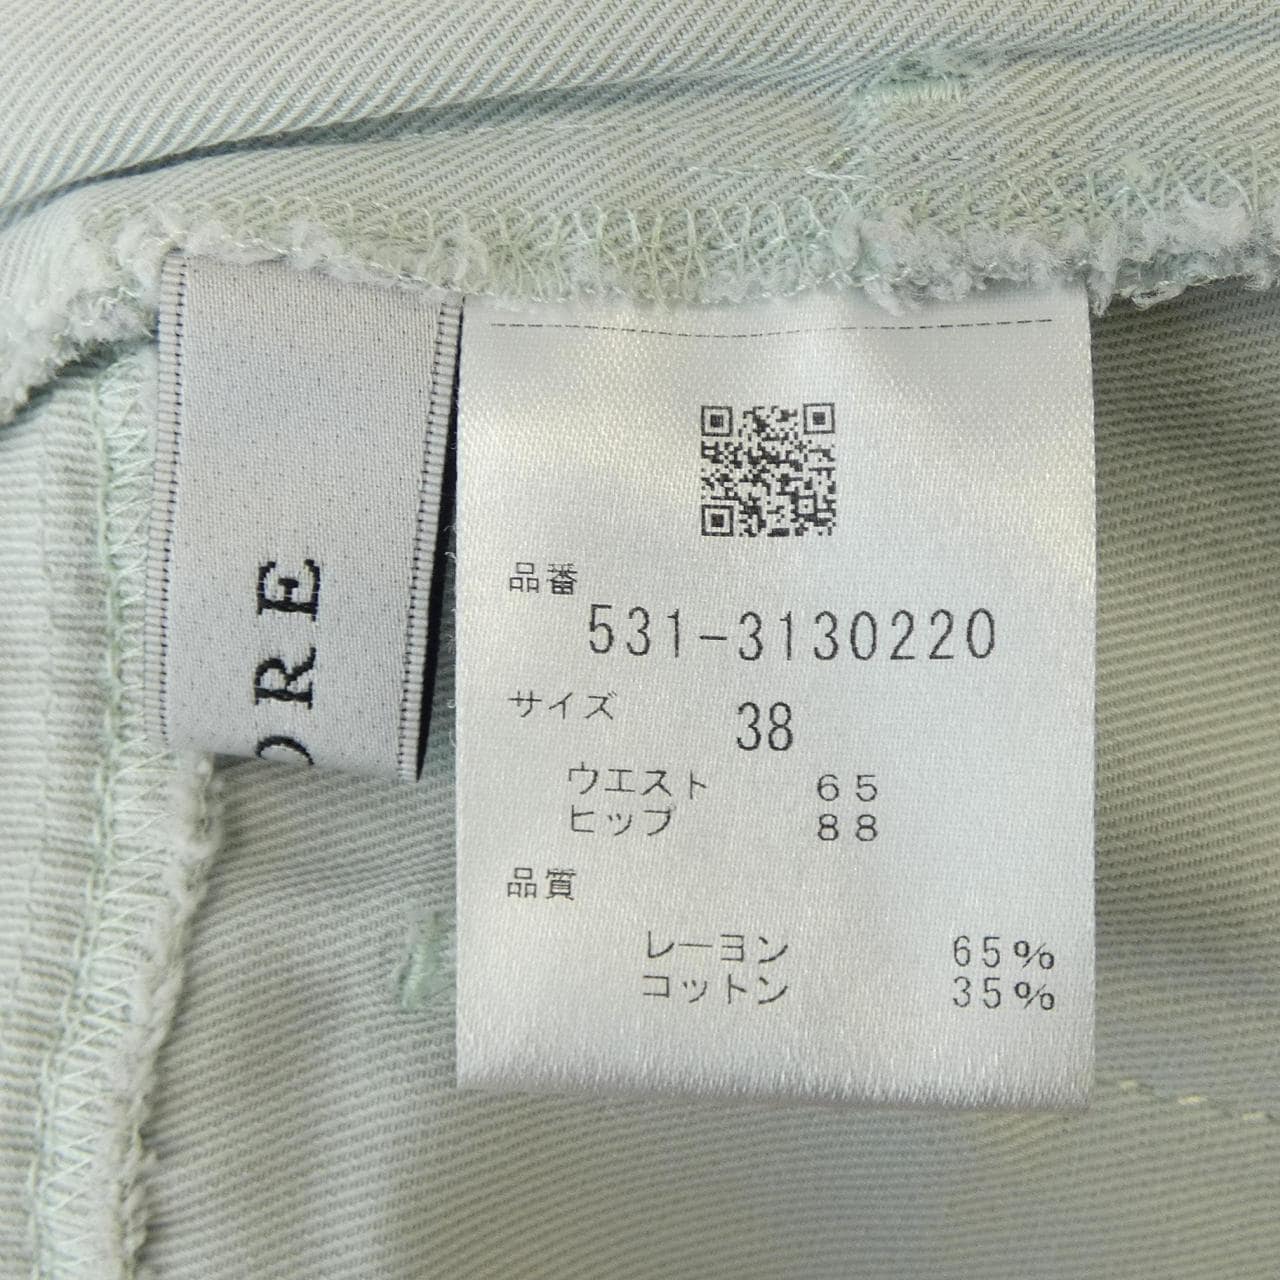 ORE
品番
531-3130220
サイズ 38
ウエスト 65
ヒップ 88
品質
レーヨン 65%
コットン 35%